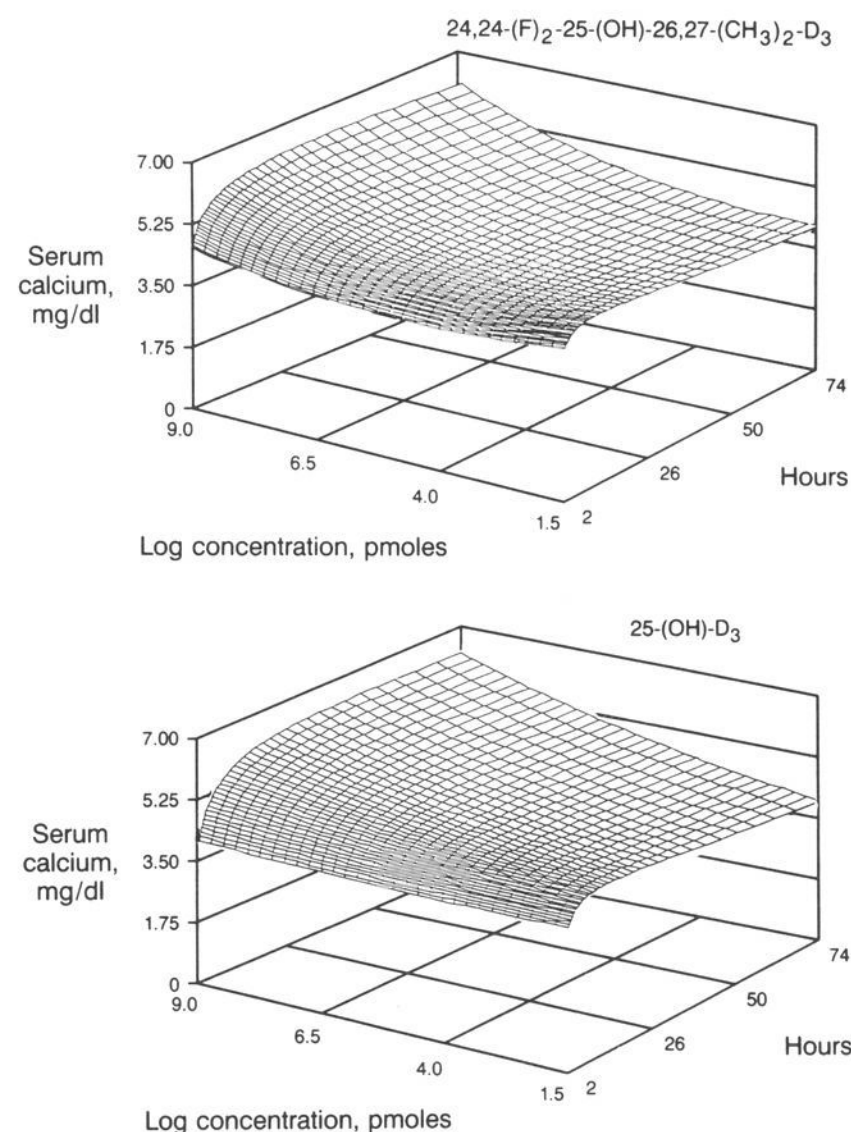 24,24-(F)2-25-(OH)-26,27-(CH3)2-D3
7.00
5.25
Serum
calcium,
mg/dl
3.50
1.75
0
9.0
6.5
4.0
1.5
2
26
50
74
Hours
Log concentration, pmoles
25-(OH)-D3
7.00
5.25
Serum
calcium,
mg/dl
3.50
1.75
0
9.0
6.5
4.0
1.5
2
26
50
74
Hours
Log concentration, pmoles